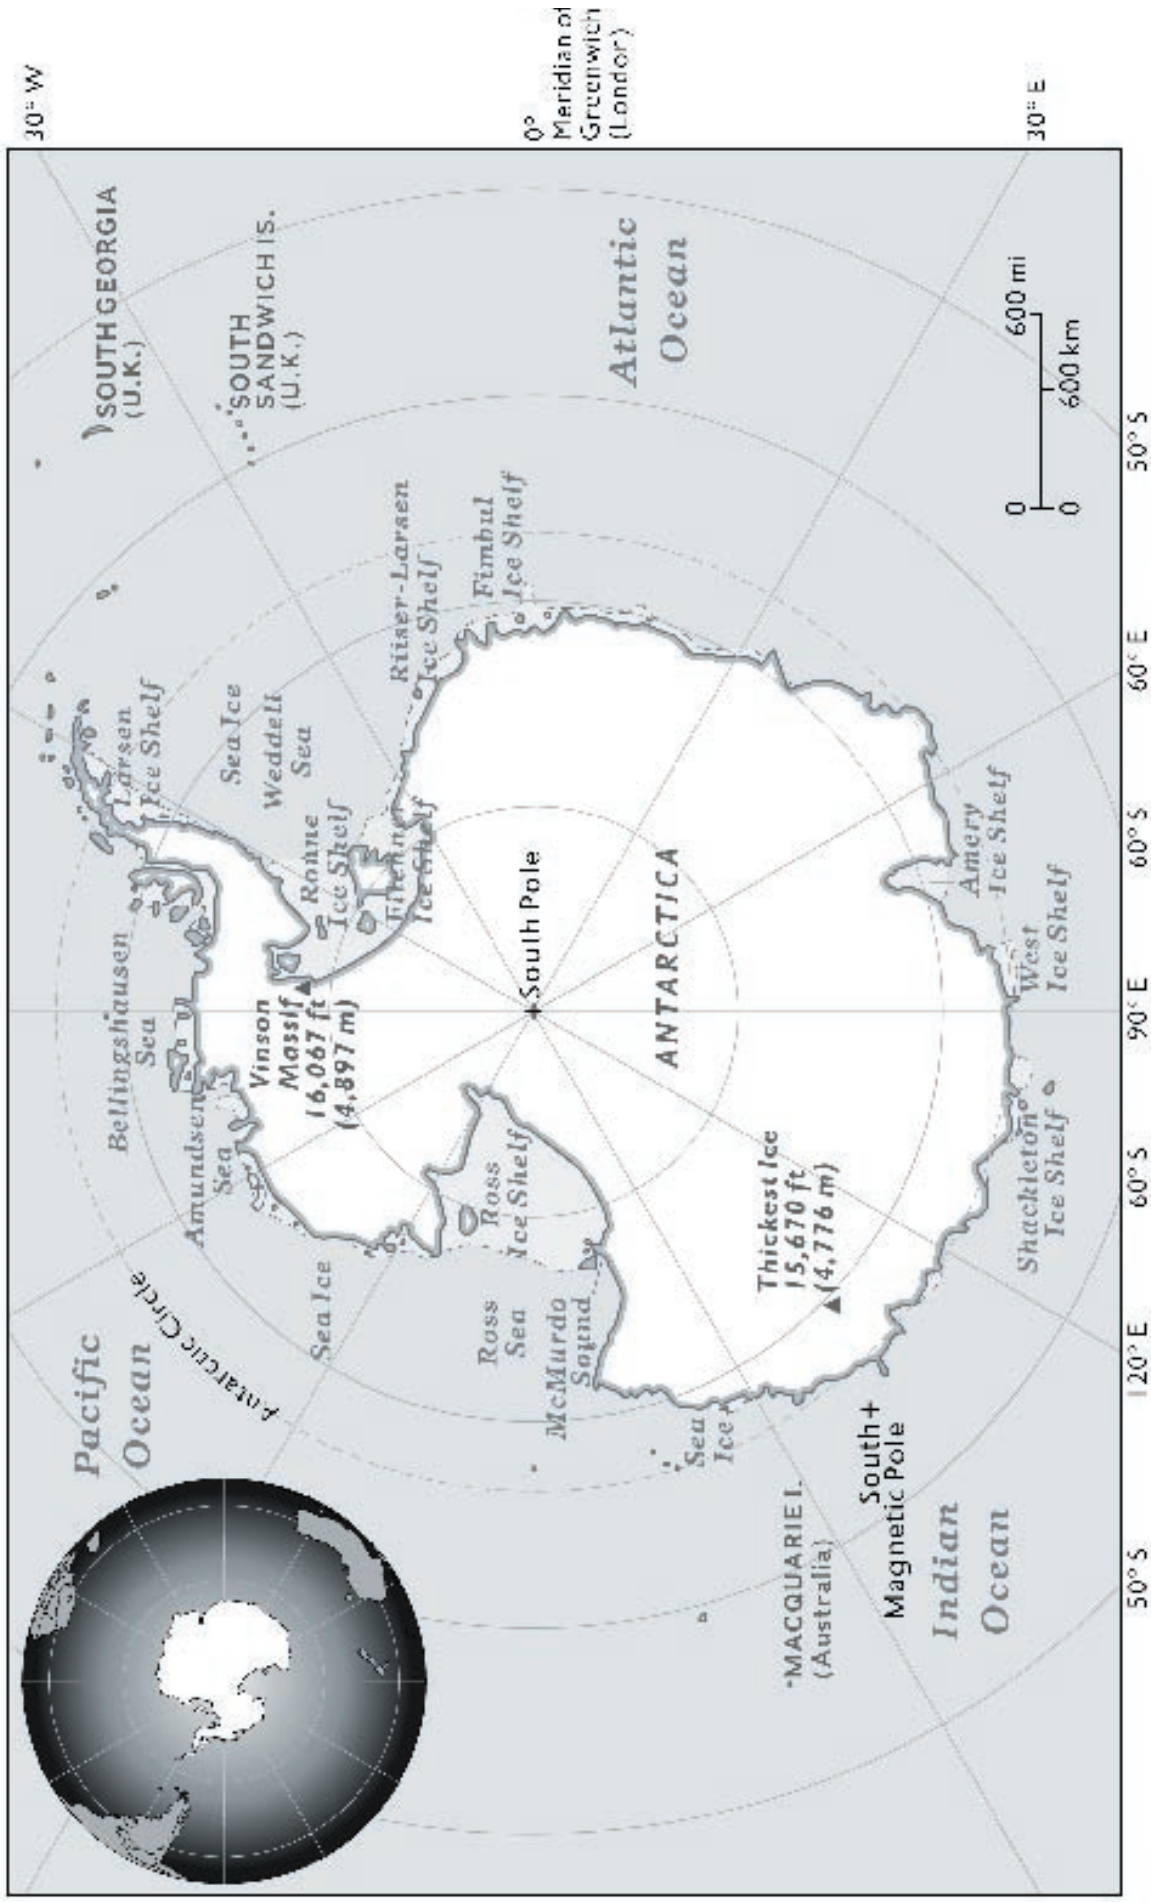 30° W
0°
Meridian of
Greenwich
(London)
30° E
SOUTH GEORGIA
(U.K.)
SOUTH
SANDWICH IS.
(U.K.)
Atlantic
Ocean
600 mi
600 km
0
0
Riiser-Larsen
Ice Shelf
Fimbul
Ice Shelf
Larsen
Ice Shelf
Sea Ice
Weddell
Sea
Ronne
Ice Shelf
Filchner
Ice Shelf
South Pole
ANTARCTICA
Amery
Ice Shelf
West
Ice Shelf
Bellingshausen
Sea
Vinson
Massif
16,067 ft
(4,897 m)
Amundsen
Sea
Ross
Ice Shelf
Thickest Ice
15,670 ft
(4,776 m)
Shackleton
Ice Shelf
Antarctic Circle
Sea Ice
Ross
Sea
McMurdo
Sound
Pacific
Ocean
Sea
Ice
South
Magnetic Pole
MACQUARIE I.
(Australia)
Indian
Ocean
50° S
60° E
60° S
90° E
60° S
120° E
50° S